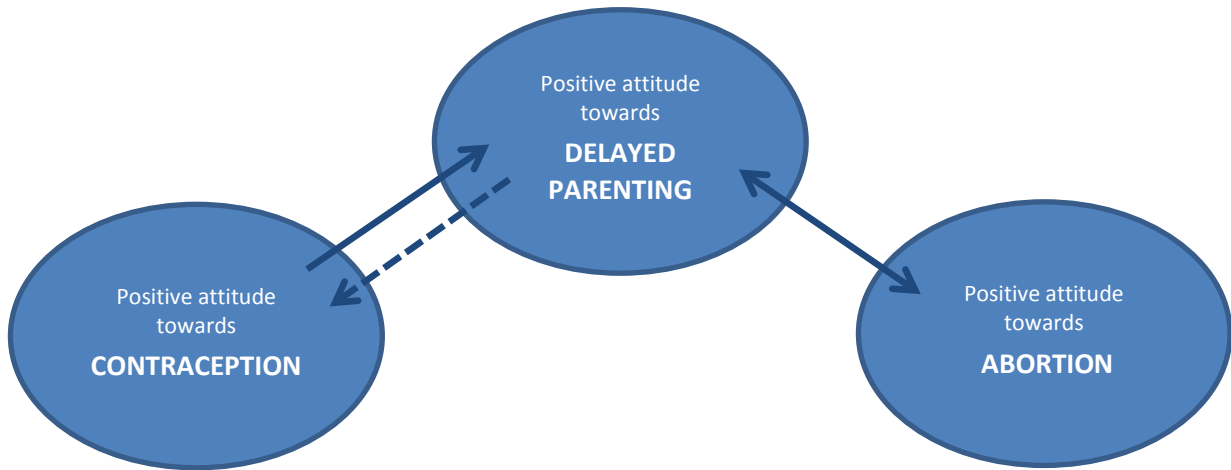 Positive attitude
towards
DELAYED
PARENTING
Positive attitude
towards
CONTRACEPTION
Positive attitude
towards
ABORTION